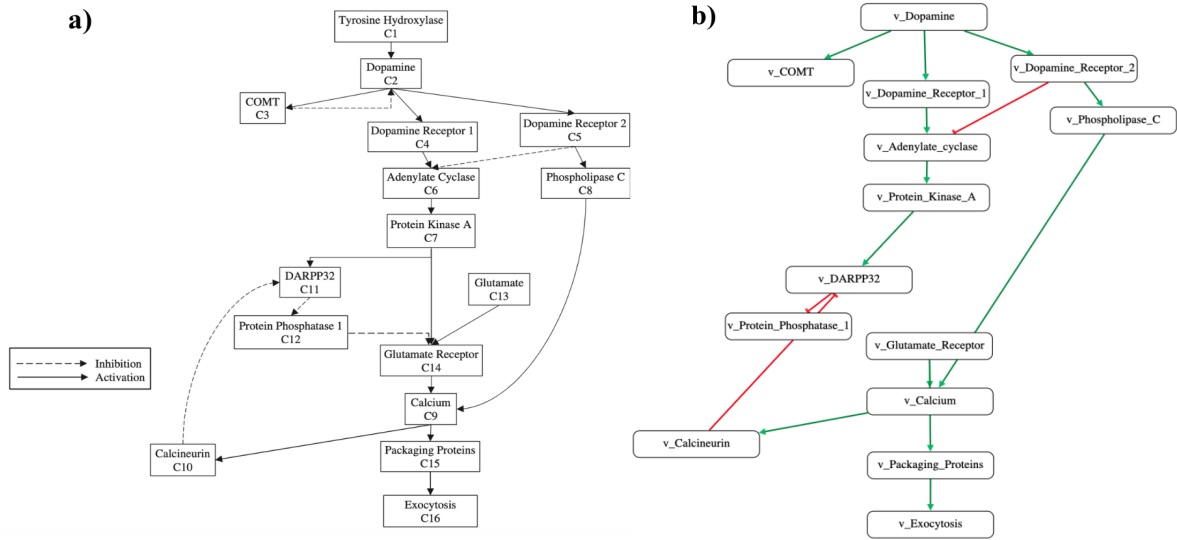 a)
Tyrosine Hydroxylase
C1
Dopamine
C2
COMT
C3
Dopamine Receptor 1
C4
Dopamine Receptor 2
C5
Adenylate Cyclase
C6
Phospholipase C
C8
Protein Kinase A
C7
DARPP32
C11
Glutamate
C13
Protein Phosphatase 1
C12
Glutamate Receptor
C14
Inhibition
Activation
Calcium
C9
Calcineurin
C10
Packaging Proteins
C15
Exocytosis
C16
b)
v_Dopamine
v_COMT
v_Dopamine_Receptor_2
v_Dopamine_Receptor_1
v_Phospholipase_C
v_Adenylate_cyclase
v_Protein_Kinase_A
v_DARPP32
v_Protein_Phosphatase_1
v_Glutamate_Receptor
v_Calcium
v_Calcineurin
v_Packaging_Proteins
v_Exocytosis